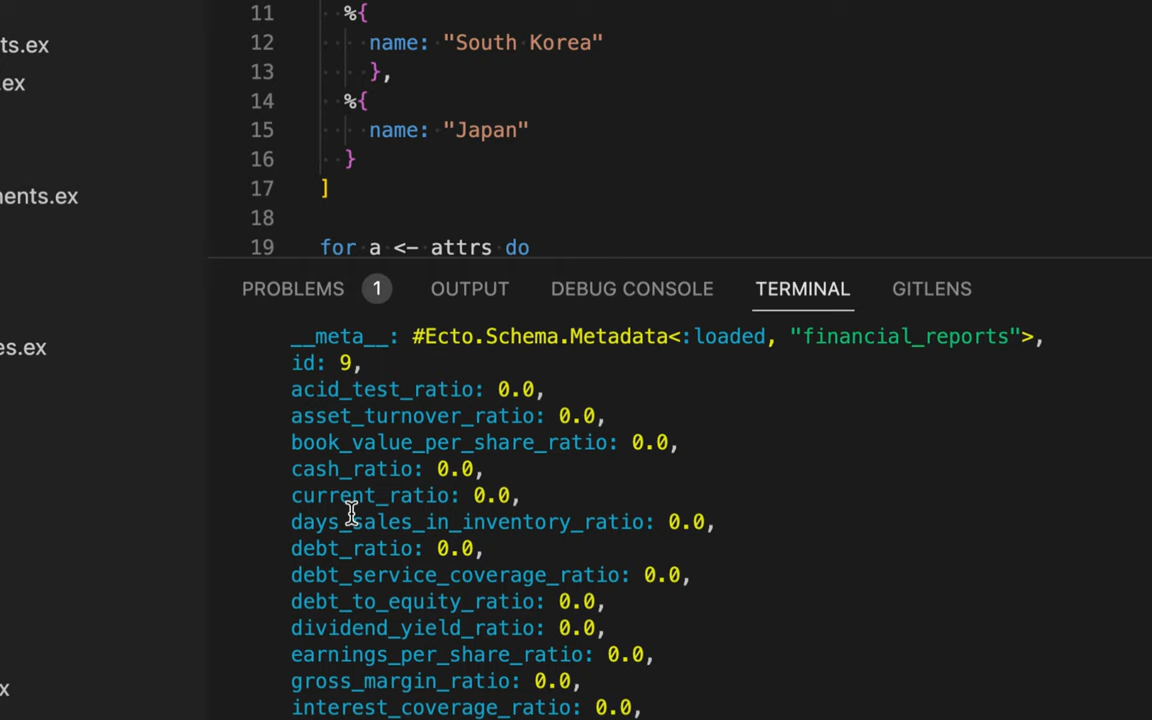 ts.ex
.ex
nents.ex
es.ex
x
11 %{
12 name: "South Korea"
13 },
14 %{
15 name: "Japan"
16 }
17 ]
18
19 for a <- attrs do
PROBLEMS 1 OUTPUT DEBUG CONSOLE TERMINAL GITLENS
__meta__: #Ecto.Schema.Metadata<:loaded, "financial_reports">,
id: 9,
acid_test_ratio: 0.0,
asset_turnover_ratio: 0.0,
book_value_per_share_ratio: 0.0,
cash_ratio: 0.0,
current_ratio: 0.0,
days_sales_in_inventory_ratio: 0.0,
debt_ratio: 0.0,
debt_service_coverage_ratio: 0.0,
debt_to_equity_ratio: 0.0,
dividend_yield_ratio: 0.0,
earnings_per_share_ratio: 0.0,
gross_margin_ratio: 0.0,
interest_coverage_ratio: 0.0,